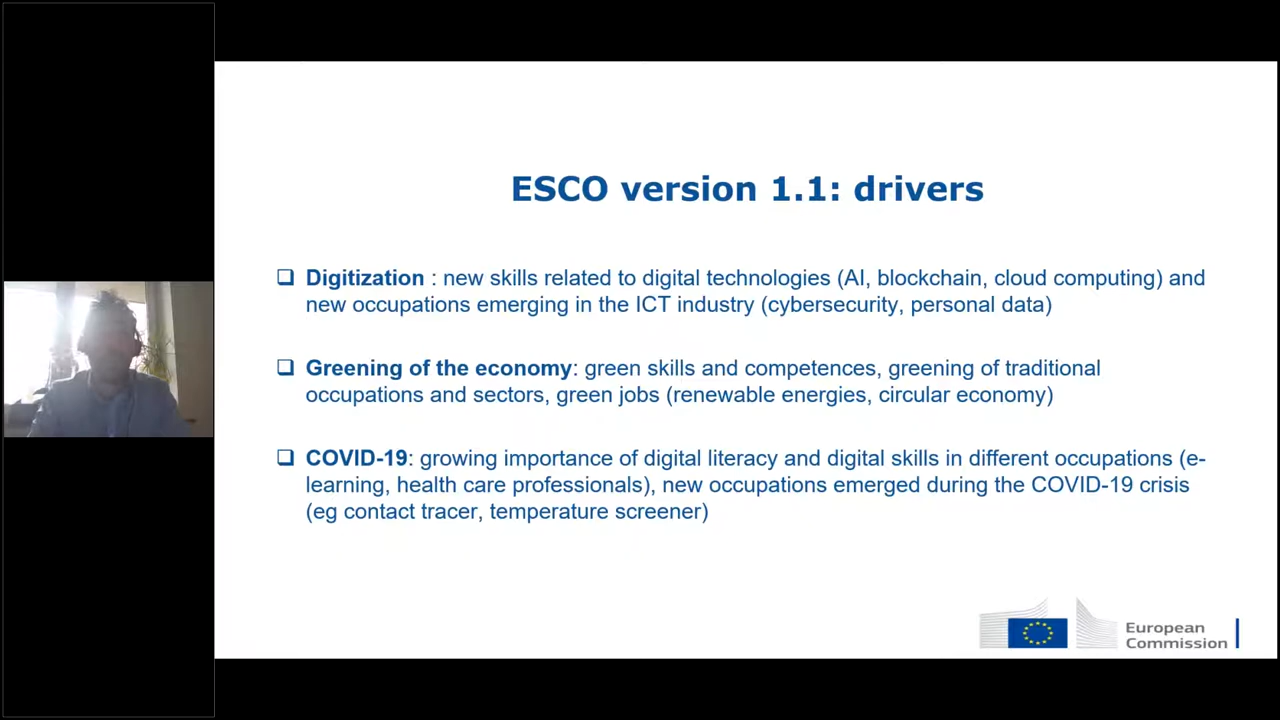 ESCO version 1.1: drivers
Digitization : new skills related to digital technologies (AI, blockchain, cloud computing) and
new occupations emerging in the ICT industry (cybersecurity, personal data)
Greening of the economy: green skills and competences, greening of traditional
occupations and sectors, green jobs (renewable energies, circular economy)
COVID-19: growing importance of digital literacy and digital skills in different occupations (e-
learning, health care professionals), new occupations emerged during the COVID-19 crisis
(eg contact tracer, temperature screener)
European
Commission